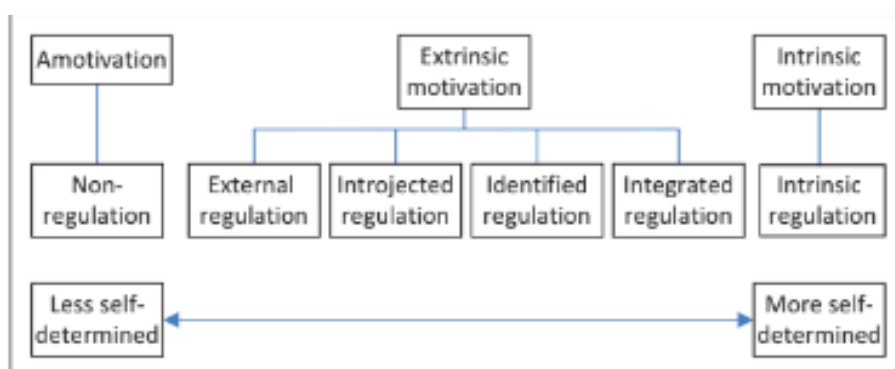 Amotivation
Extrinsic
motivation
Intrinsic
motivation
Non-
regulation
External
regulation
Introjected
regulation
Identified
regulation
Integrated
regulation
Intrinsic
regulation
Less self-
determined
More self-
determined